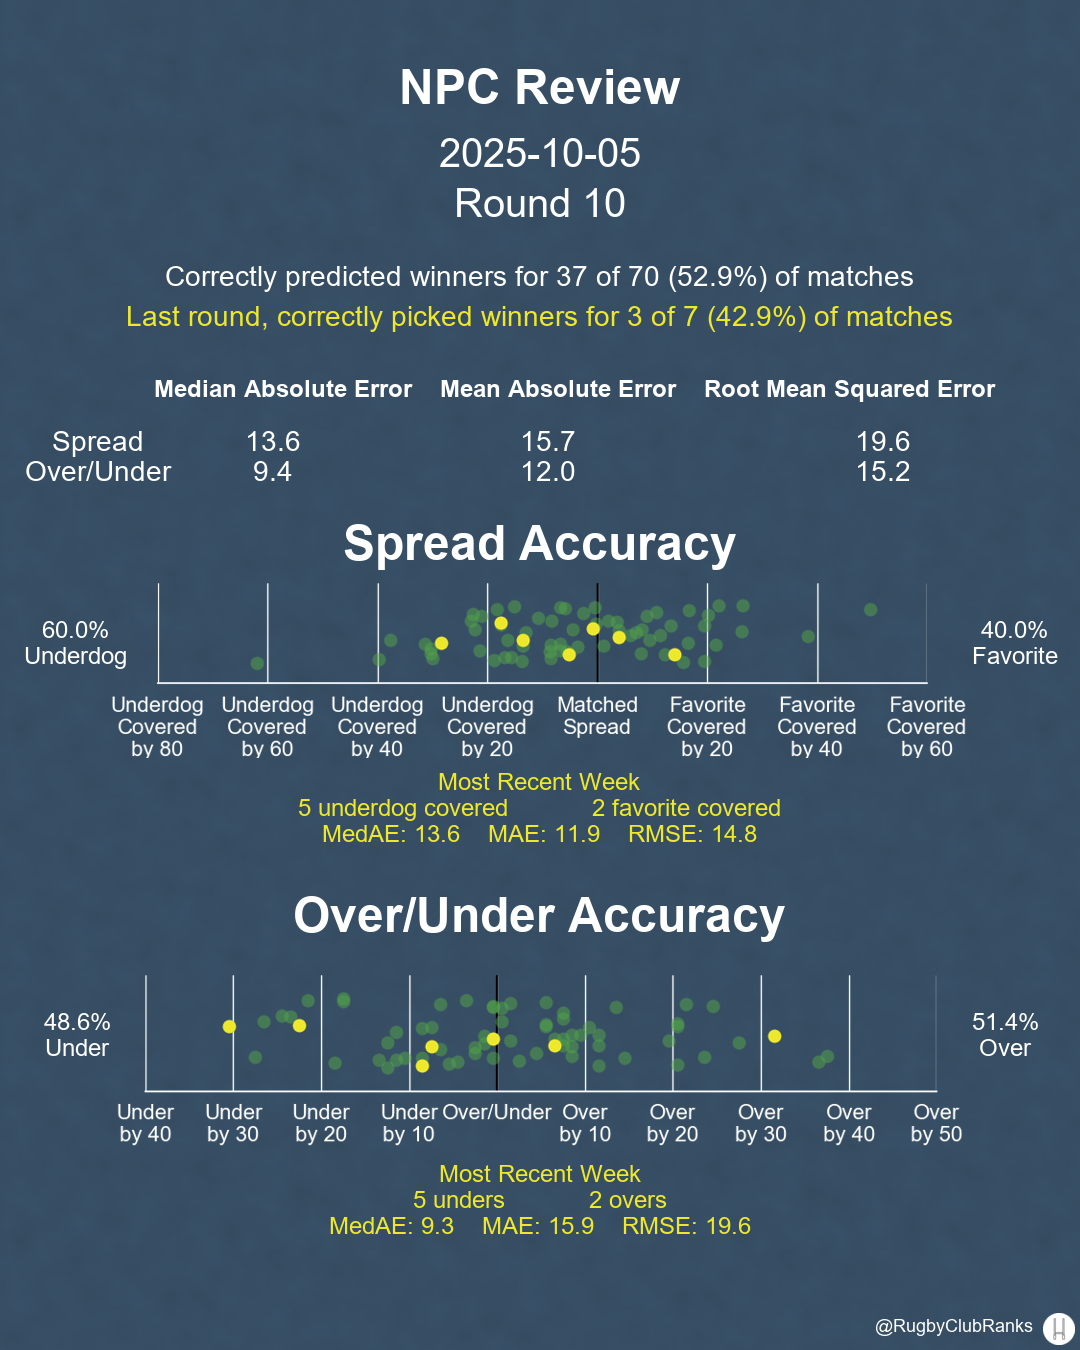 NPC Review
2025-10-05
Round 10
Correctly predicted winners for 37 of 70 (52.9%) of matches
Last round, correctly picked winners for 3 of 7 (42.9%) of matches
Median Absolute Error Mean Absolute Error Root Mean Squared Error
Spread 13.6 15.7 19.6
Over/Under 9.4 12.0 15.2
Spread Accuracy
60.0% 40.0%
Underdog Favorite
Underdog Underdog Underdog Underdog Matched Favorite Favorite Favorite
Covered Covered Covered Covered Spread Covered Covered Covered
by 80 by 60 by 40 by 20 by 20 by 40 by 60
Most Recent Week
5 underdog covered 2 favorite covered
MedAE: 13.6 MAE: 11.9 RMSE: 14.8
Over/Under Accuracy
48.6% 51.4%
Under Over
Under Under Under Under Over/Under Over Over Over Over Over
by 40 by 30 by 20 by 10 by 10 by 20 by 30 by 40 by 50
Most Recent Week
5 unders 2 overs
MedAE: 9.3 MAE: 15.9 RMSE: 19.6
@RugbyClubRanks